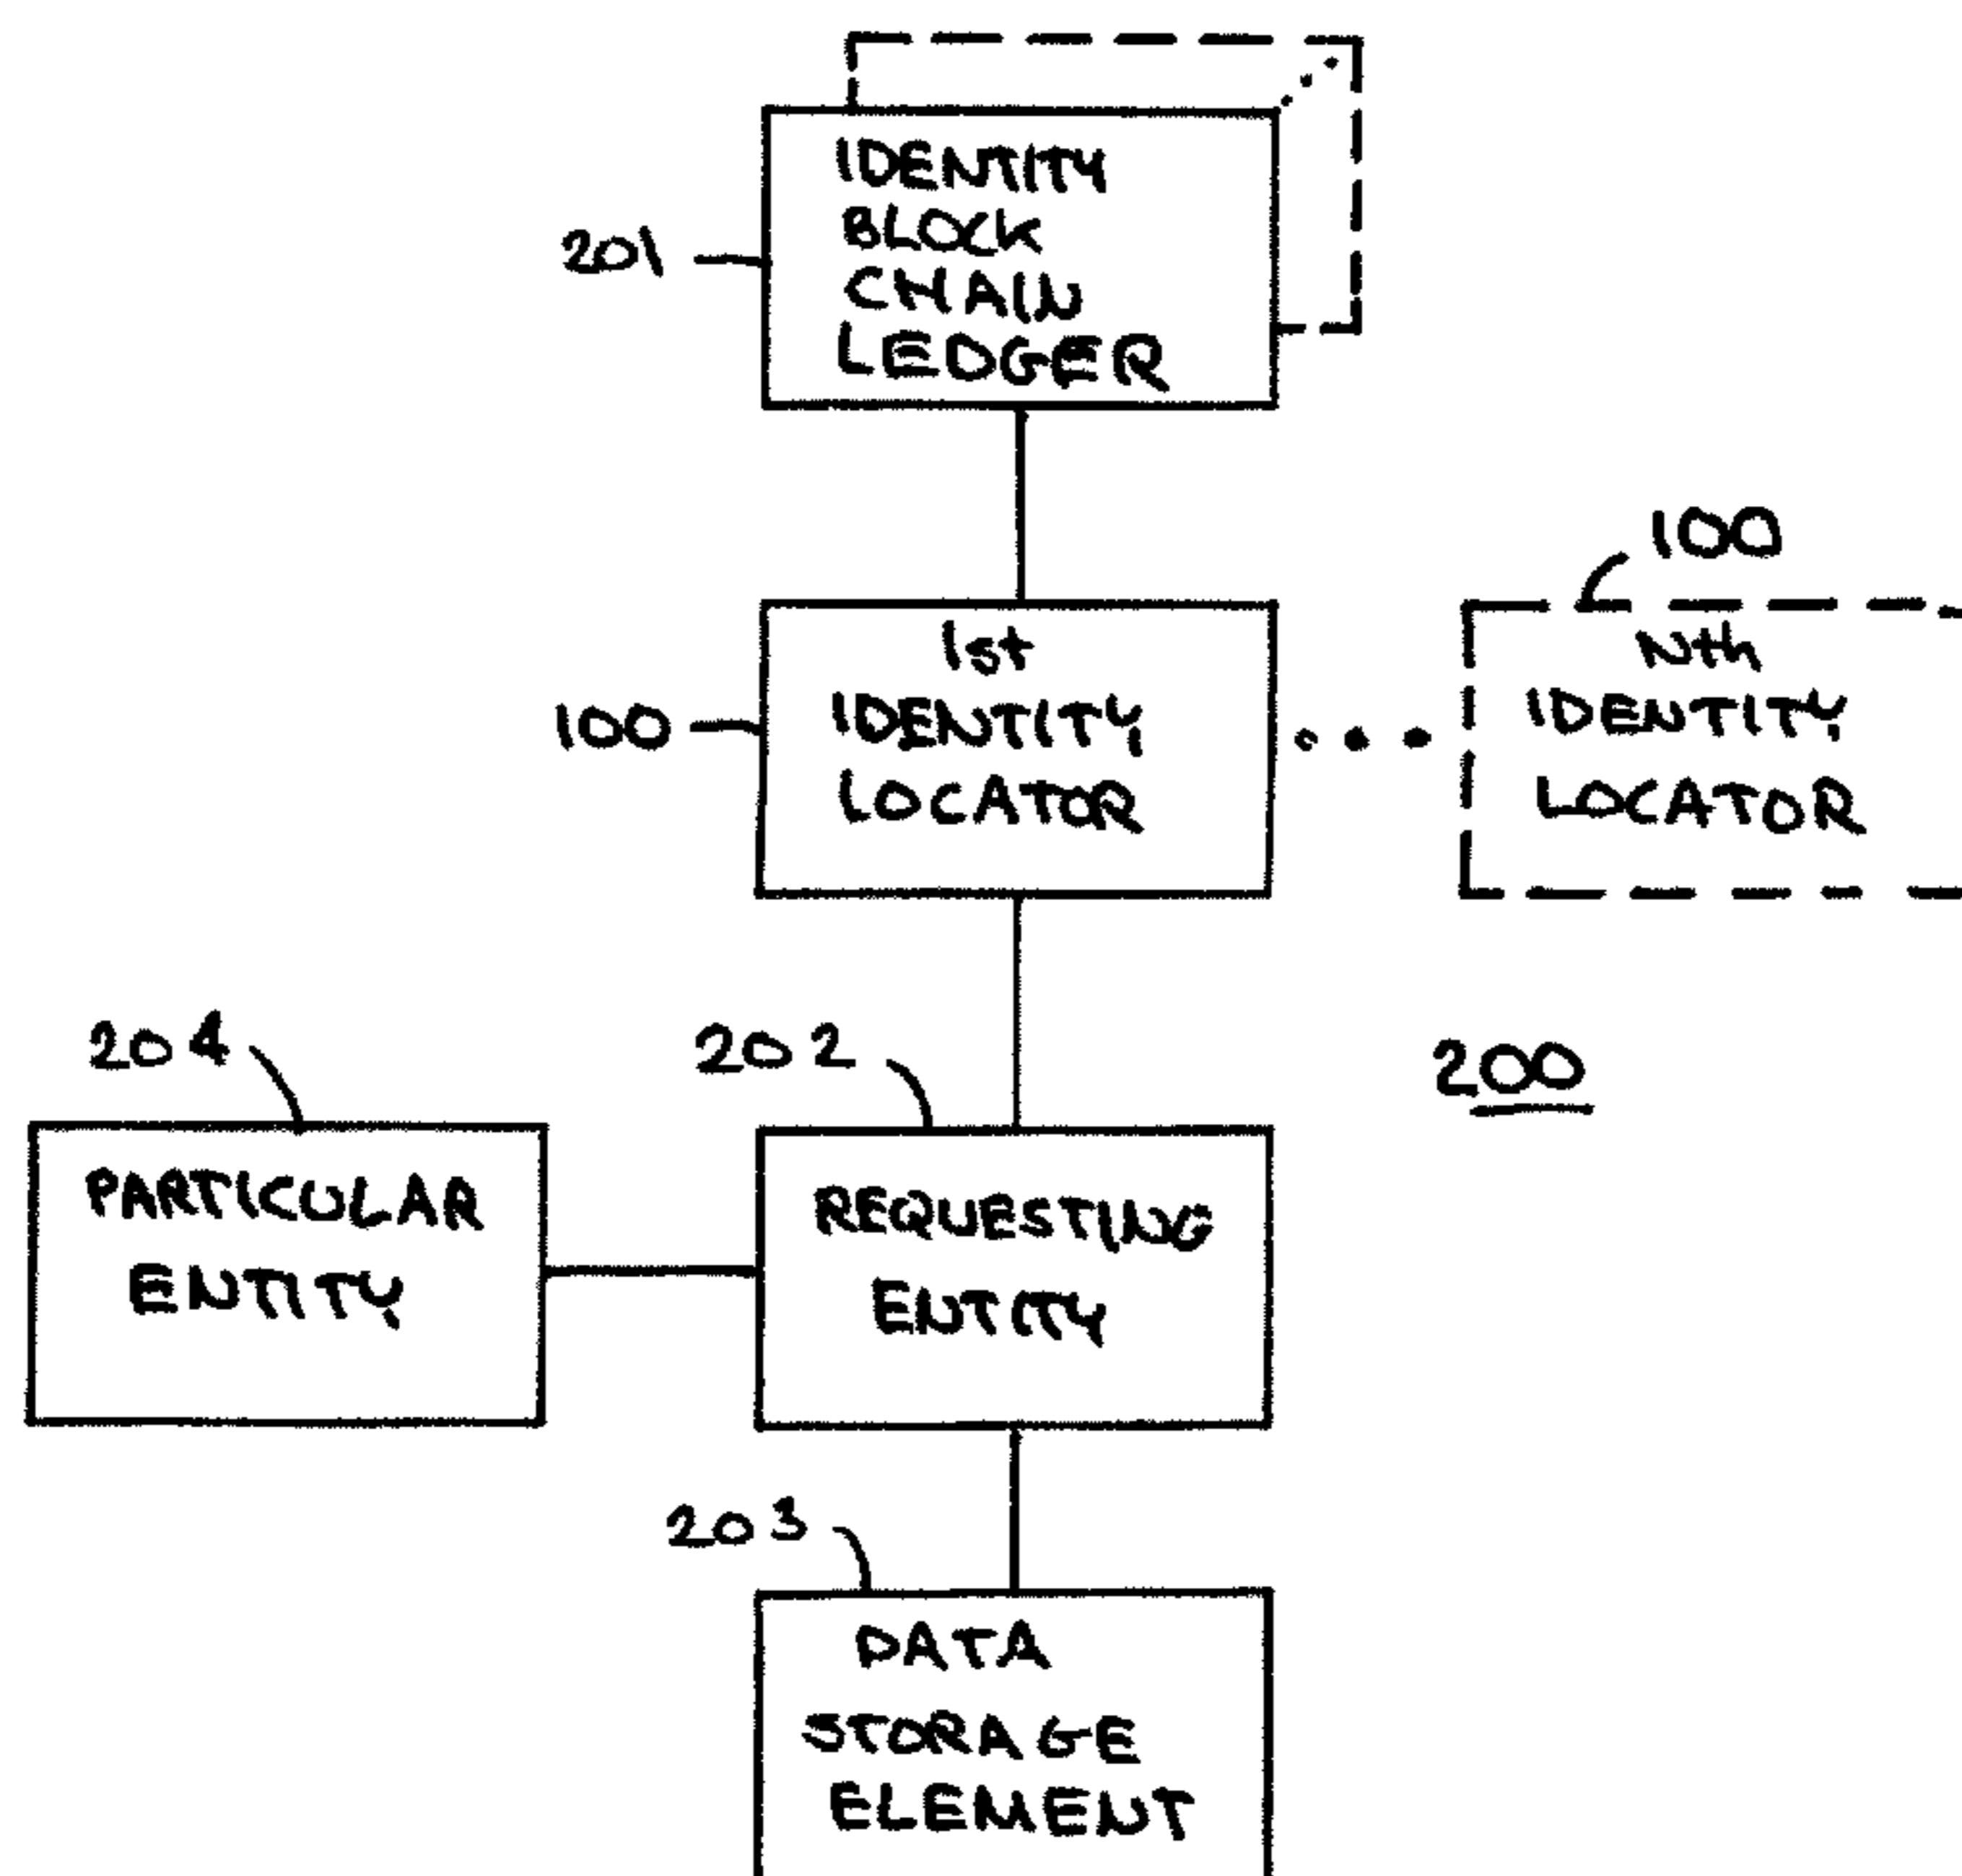 IDENTITY
BLOCK
CHAIN
LEDGER
201
100
1st
IDENTITY
LOCATOR
100
Nth
IDENTITY
LOCATOR
204
202
200
PARTICULAR
ENTITY
REQUESTING
ENTITY
203
DATA
STORAGE
ELEMENT